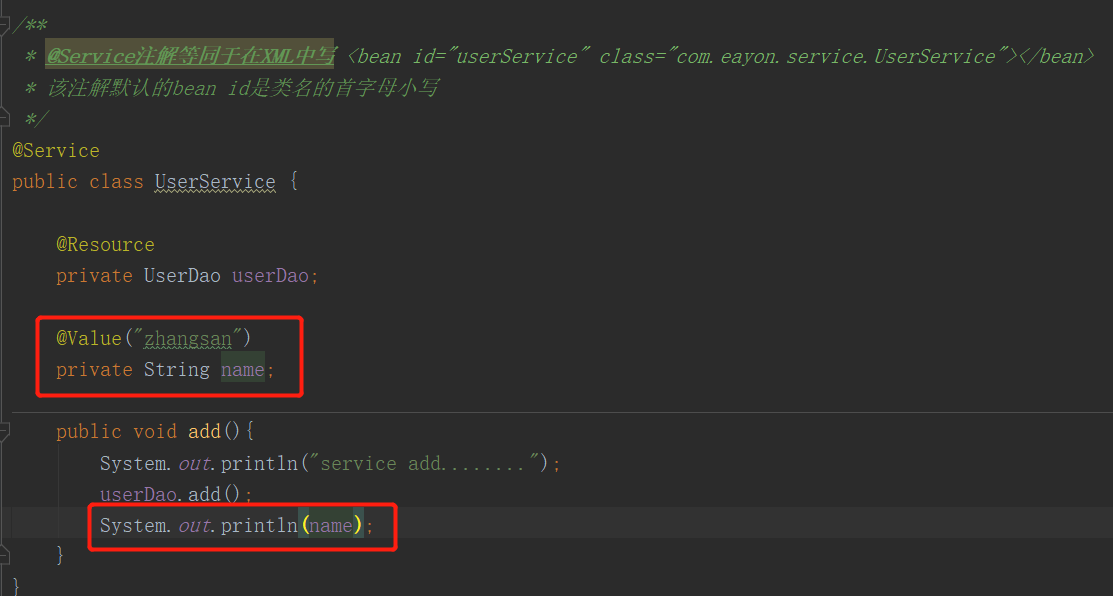 /**
* @Service注解等同于在XML中写 <bean id="userService" class="com.eayon.service.UserService"></bean>
* 该注解默认的bean id是类名的首字母小写
*/
@Service
public class UserService {
@Resource
private UserDao userDao;
@Value("zhangsan")
private String name;
public void add(){
System.out.println("service add........");
userDao.add();
System.out.println(name);
}
}